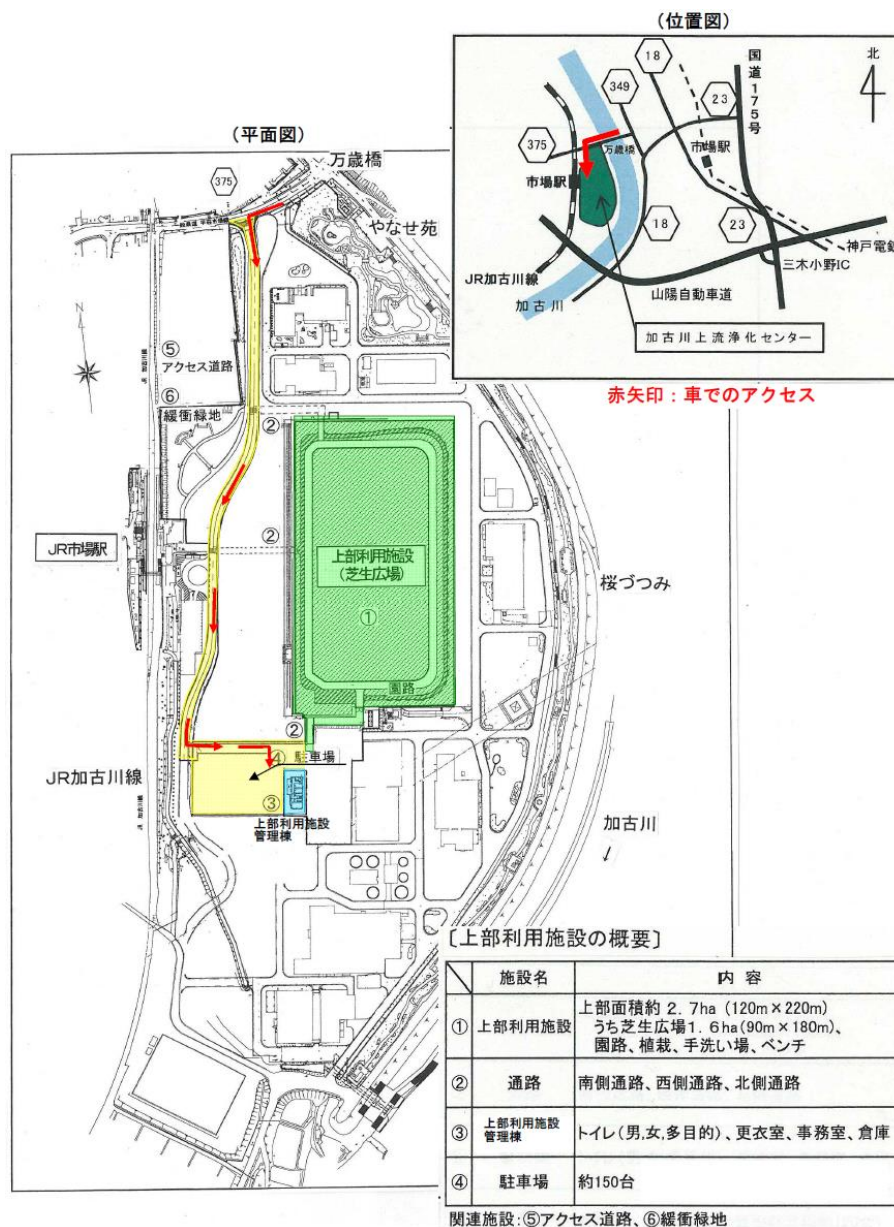 (位置図)
北
18
国道175号
349
23
375
万歳橋
市場駅
市場駅
18
23
神戸電鉄
三木小野IC
JR加古川線
山陽自動車道
加古川
加古川上流浄化センター
赤矢印：車でのアクセス
(平面図)
万歳橋
375
やなせ苑
N
⑤
アクセス道路
⑥
緩衝緑地
②
②
JR市場駅
上部利用施設
(芝生広場)
①
桜づつみ
園路
②
④ 駐車場
JR加古川線
③
上部利用施設
管理棟
加古川
〔上部利用施設の概要〕
施設名 内容
① 上部利用施設 上部面積約2.7ha(120m×220m)
うち芝生広場1.6ha(90m×180m)、
園路、植栽、手洗い場、ベンチ
② 通路 南側通路、西側通路、北側通路
③ 上部利用施設管理棟 トイレ(男,女,多目的)、更衣室、事務室、倉庫
④ 駐車場 約150台
関連施設:⑤アクセス道路、⑥緩衝緑地